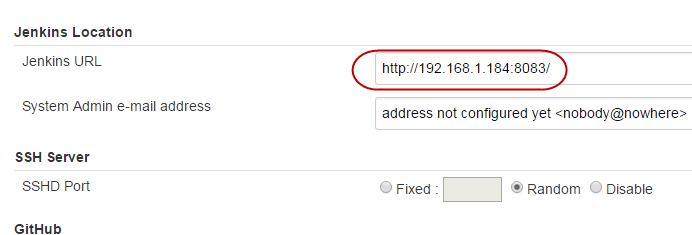 Jenkins Location
Jenkins URL http://192.168.1.184:8083/
System Admin e-mail address address not configured yet <nobody@nowhere>
SSH Server
SSHD Port Fixed : Random Disable
GitHub